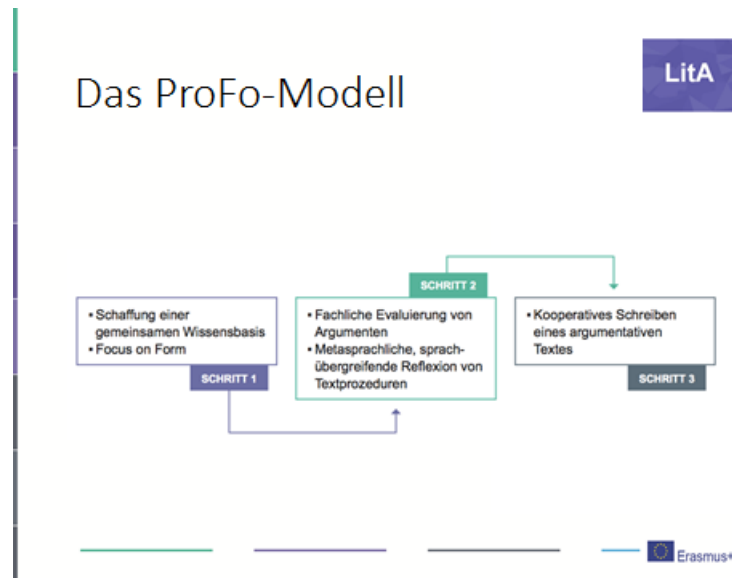 LitA
Das ProFo-Modell
• Schaffung einer
gemeinsamen Wissensbasis
• Focus on Form
SCHRITT 1
SCHRITT 2
• Fachliche Evaluierung von
Argumenten
• Metasprachliche, sprach-
übergreifende Reflexion von
Textprozeduren
• Kooperatives Schreiben
eines argumentativen
Textes
SCHRITT 3
Erasmus+